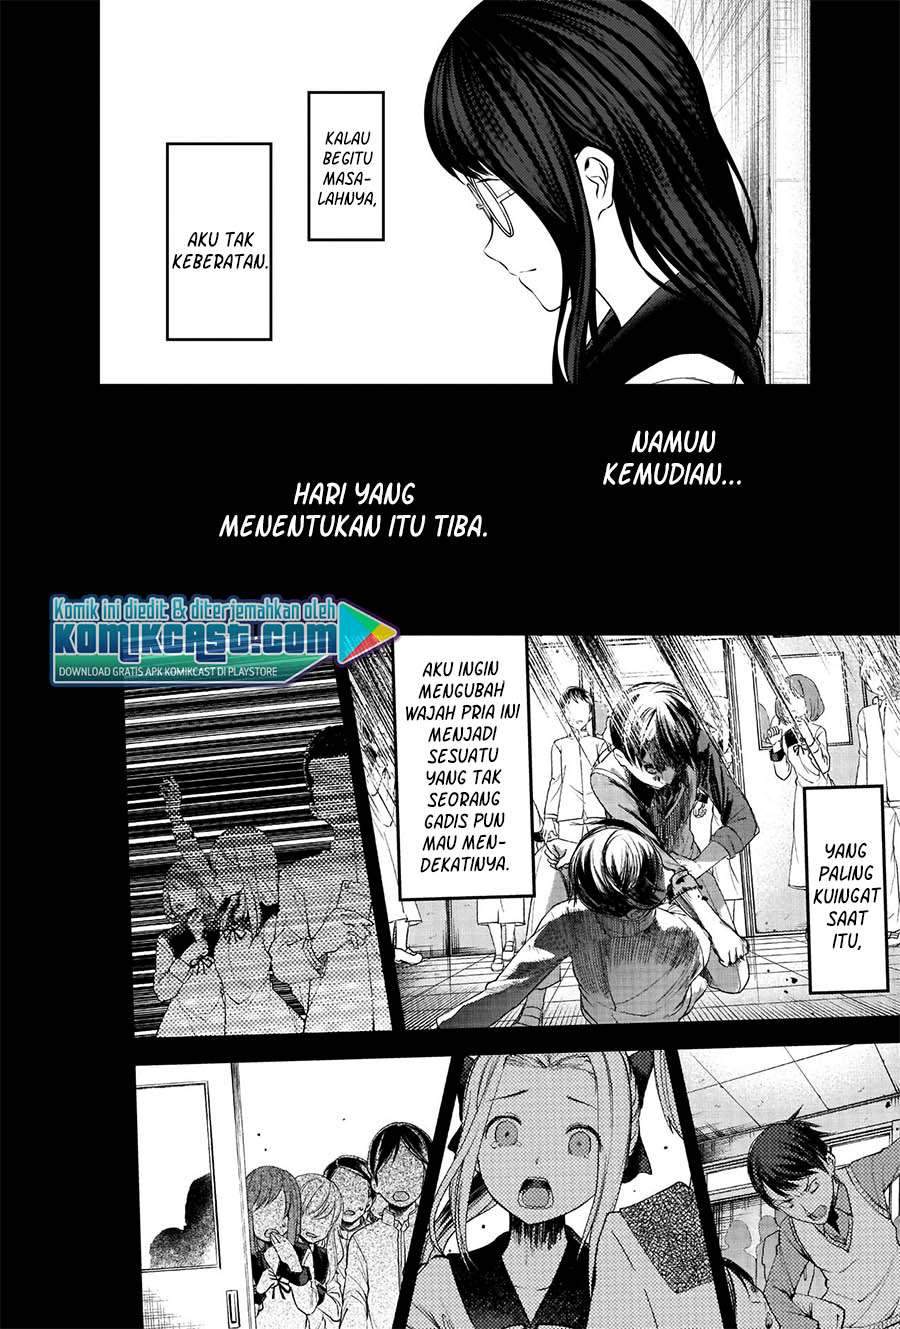 KALAU
BEGITU
MASA-
LAHNYA,
AKU TAK
KEBERATAN.
NAMUN
KEMUDIAN...
HARI YANG
MENENTUKAN ITU TIBA.
Komik ini diedit & diterjemahkan oleh
KOMIKCAST.COM
DOWNLOAD GRATIS APK KOMIKCAST DI PLAYSTORE
YANG
PALING
KUINGAT
SAAT
ITU,
AKU INGIN
MENGUBAH
WAJAH PRIA INI
MENJADI
SESUATU
YANG TAK
SEORANG
GADIS PUN
MAU MEN-
DEKATINYA.